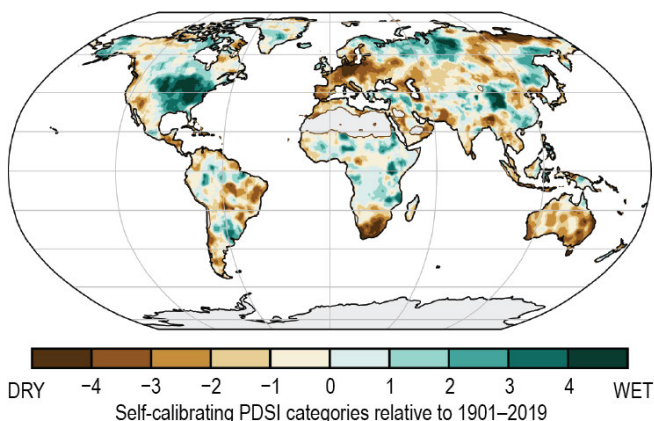 DRY −4 −3 −2 −1 0 1 2 3 4 WET
Self-calibrating PDSI categories relative to 1901–2019